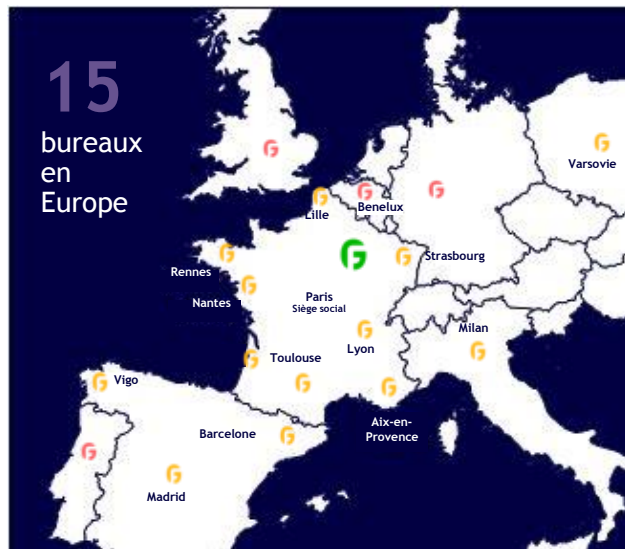 15
bureaux
en
Europe
Varsovie
Benelux
Lille
Strasbourg
Rennes
Nantes
Paris
Siège social
Milan
Lyon
Toulouse
Vigo
Aix-en-
Provence
Barcelone
Madrid